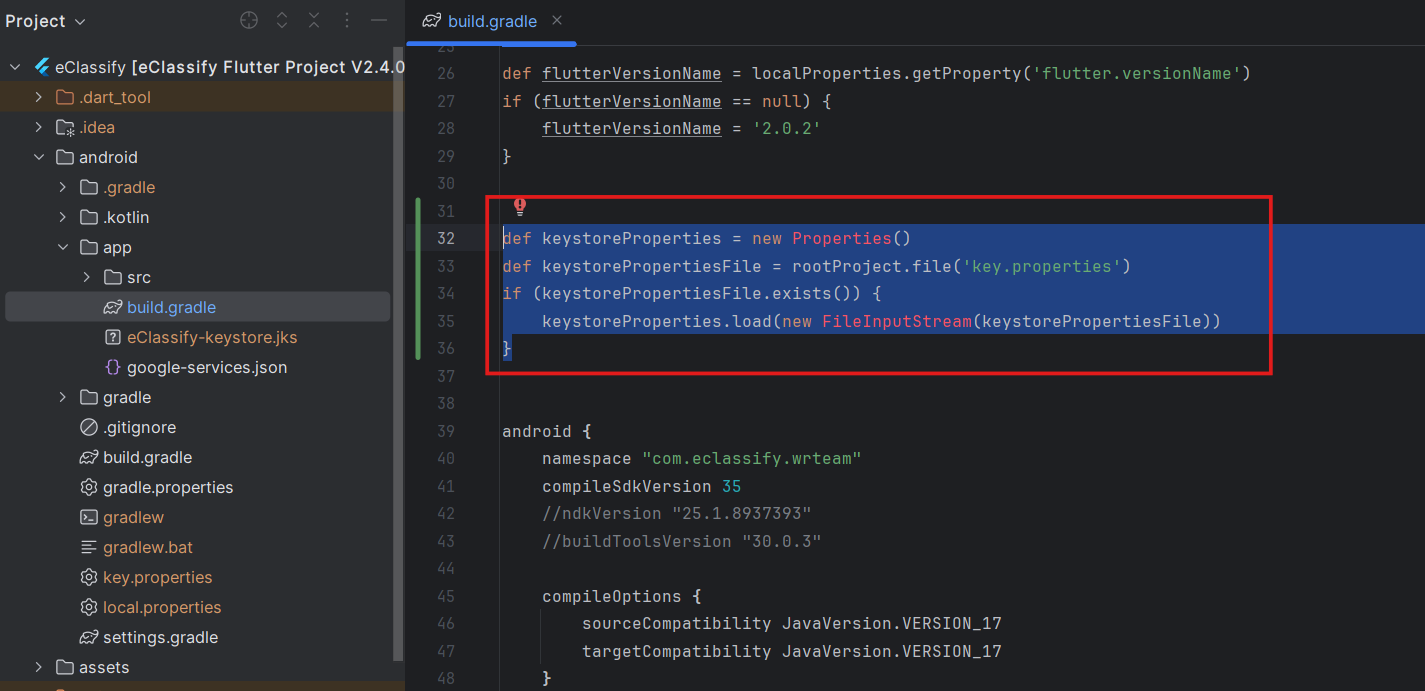 Project
eClassify [eClassify Flutter Project V2.4.0
.dart_tool
.idea
android
.gradle
.kotlin
app
src
build.gradle
eClassify-keystore.jks
google-services.json
gradle
.gitignore
build.gradle
gradle.properties
gradlew
gradlew.bat
key.properties
local.properties
settings.gradle
assets
build.gradle
25
26 def flutterVersionName = localProperties.getProperty('flutter.versionName')
27 if (flutterVersionName == null) {
28     flutterVersionName = '2.0.2'
29 }
30
31
32 def keystoreProperties = new Properties()
33 def keystorePropertiesFile = rootProject.file('key.properties')
34 if (keystorePropertiesFile.exists()) {
35     keystoreProperties.load(new FileInputStream(keystorePropertiesFile))
36 }
37
38
39 android {
40     namespace "com.eclassify.wrteam"
41     compileSdkVersion 35
42     //ndkVersion "25.1.8937393"
43     //buildToolsVersion "30.0.3"
44
45     compileOptions {
46         sourceCompatibility JavaVersion.VERSION_17
47         targetCompatibility JavaVersion.VERSION_17
48     }